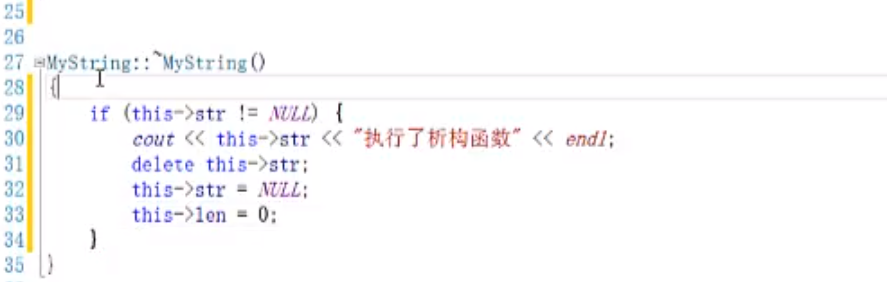 25
26
27 MyString::~MyString()
28 {
29 if (this->str != NULL) {
30 cout << this->str << "执行了析构函数" << endl;
31 delete this->str;
32 this->str = NULL;
33 this->len = 0;
34 }
35 }